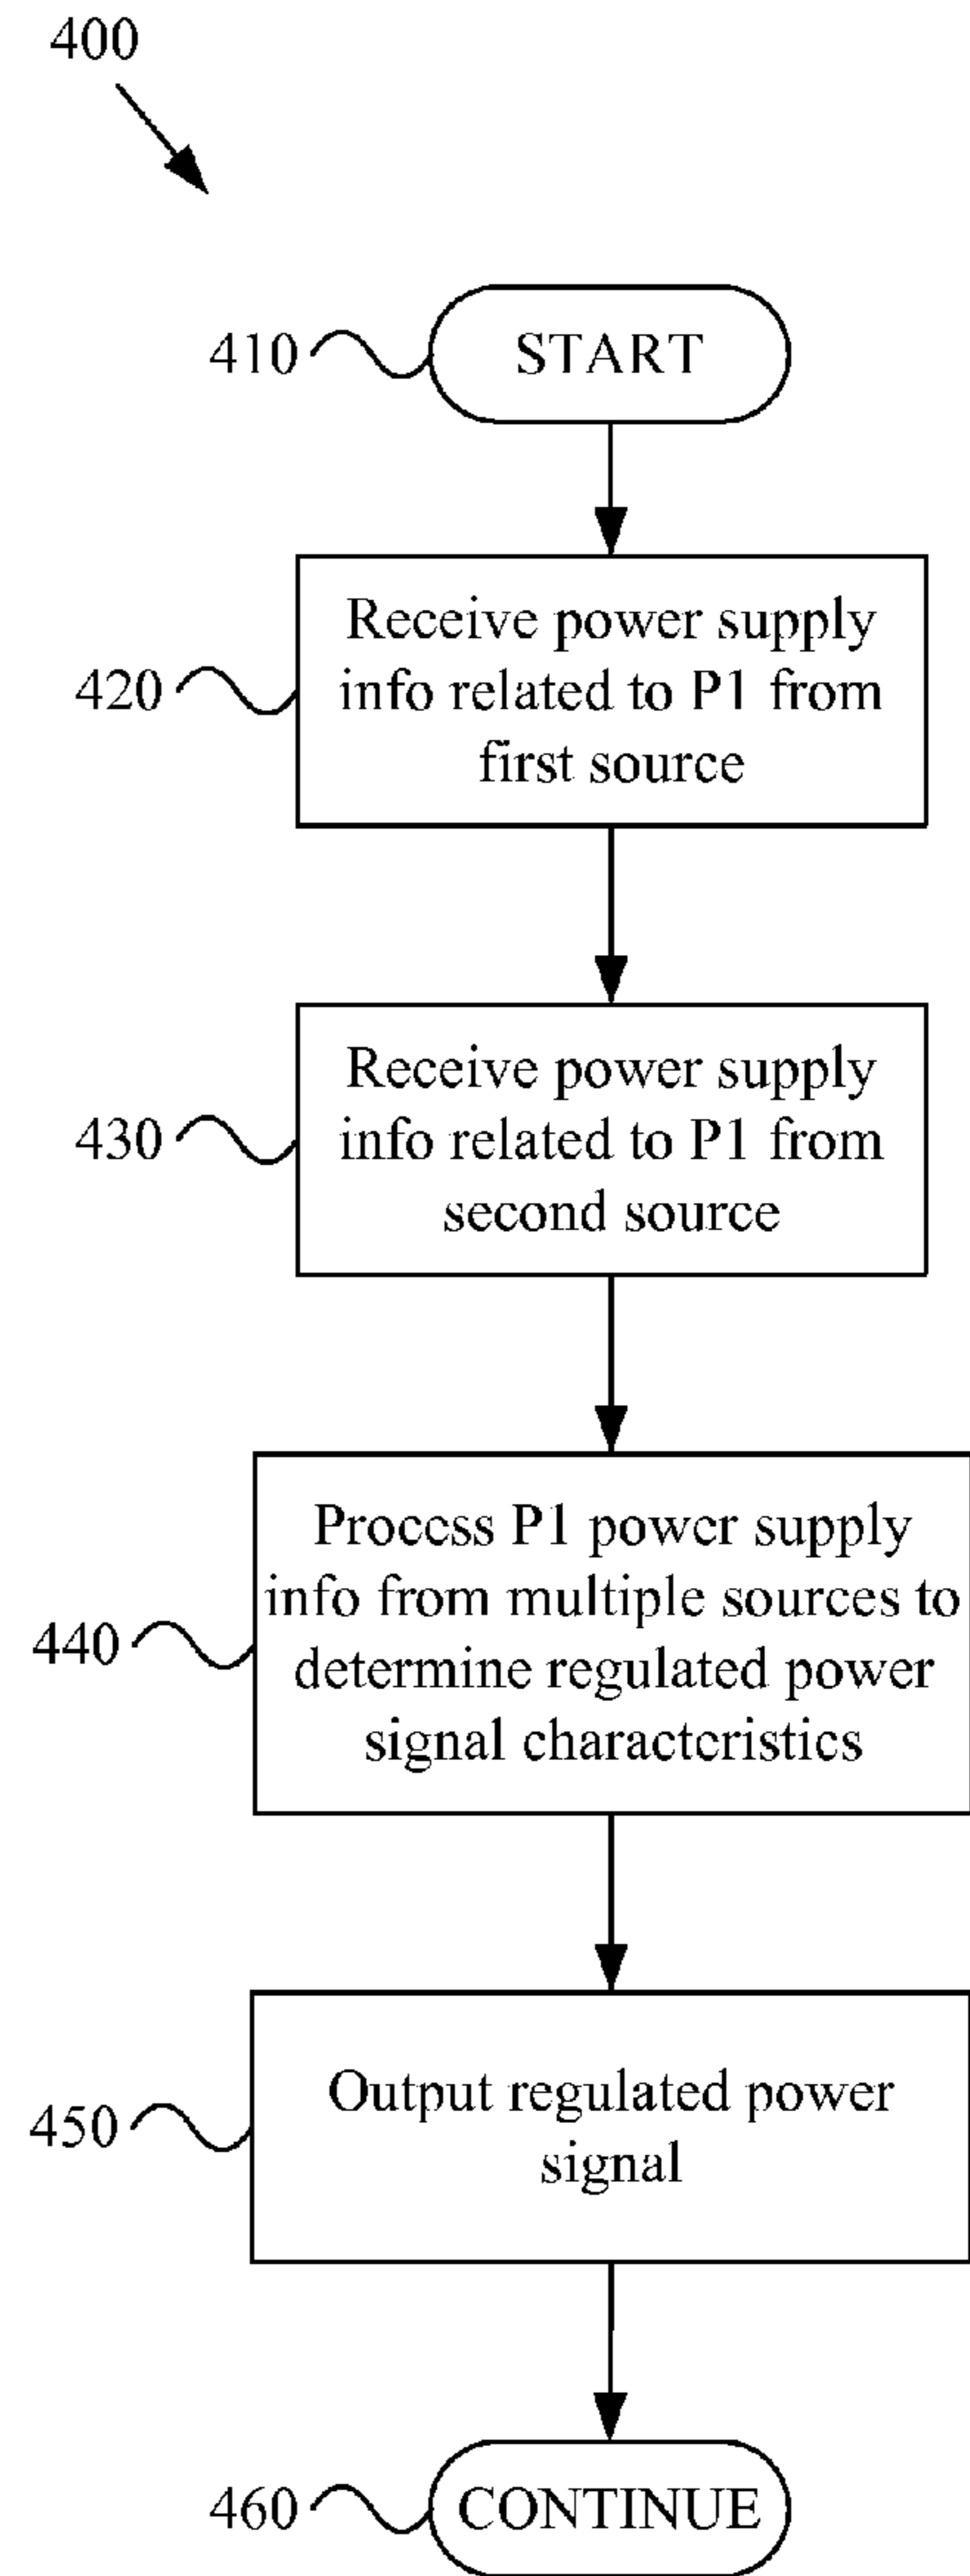 400
410
START
420
Receive power supply
info related to P1 from
first source
430
Receive power supply
info related to P1 from
second source
440
Process P1 power supply
info from multiple sources to
determine regulated power
signal characteristics
450
Output regulated power
signal
460
CONTINUE